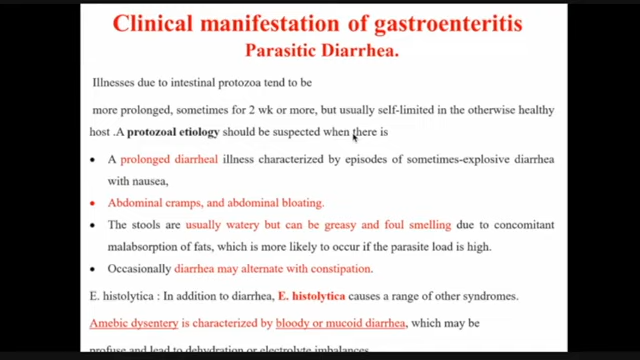 Clinical manifestation of gastroenteritis
Parasitic Diarrhea.
Illnesses due to intestinal protozoa tend to be
more prolonged, sometimes for 2 wk or more, but usually self-limited in the otherwise healthy
host .A protozoal etiology should be suspected when there is
• A prolonged diarrheal illness characterized by episodes of sometimes-explosive diarrhea
with nausea,
• Abdominal cramps, and abdominal bloating.
• The stools are usually watery but can be greasy and foul smelling due to concomitant
malabsorption of fats, which is more likely to occur if the parasite load is high.
• Occasionally diarrhea may alternate with constipation.
E. histolytica : In addition to diarrhea, E. histolytica causes a range of other syndromes.
Amebic dysentery is characterized by bloody or mucoid diarrhea, which may be
profuse and lead to dehydration or electrolyte imbalances